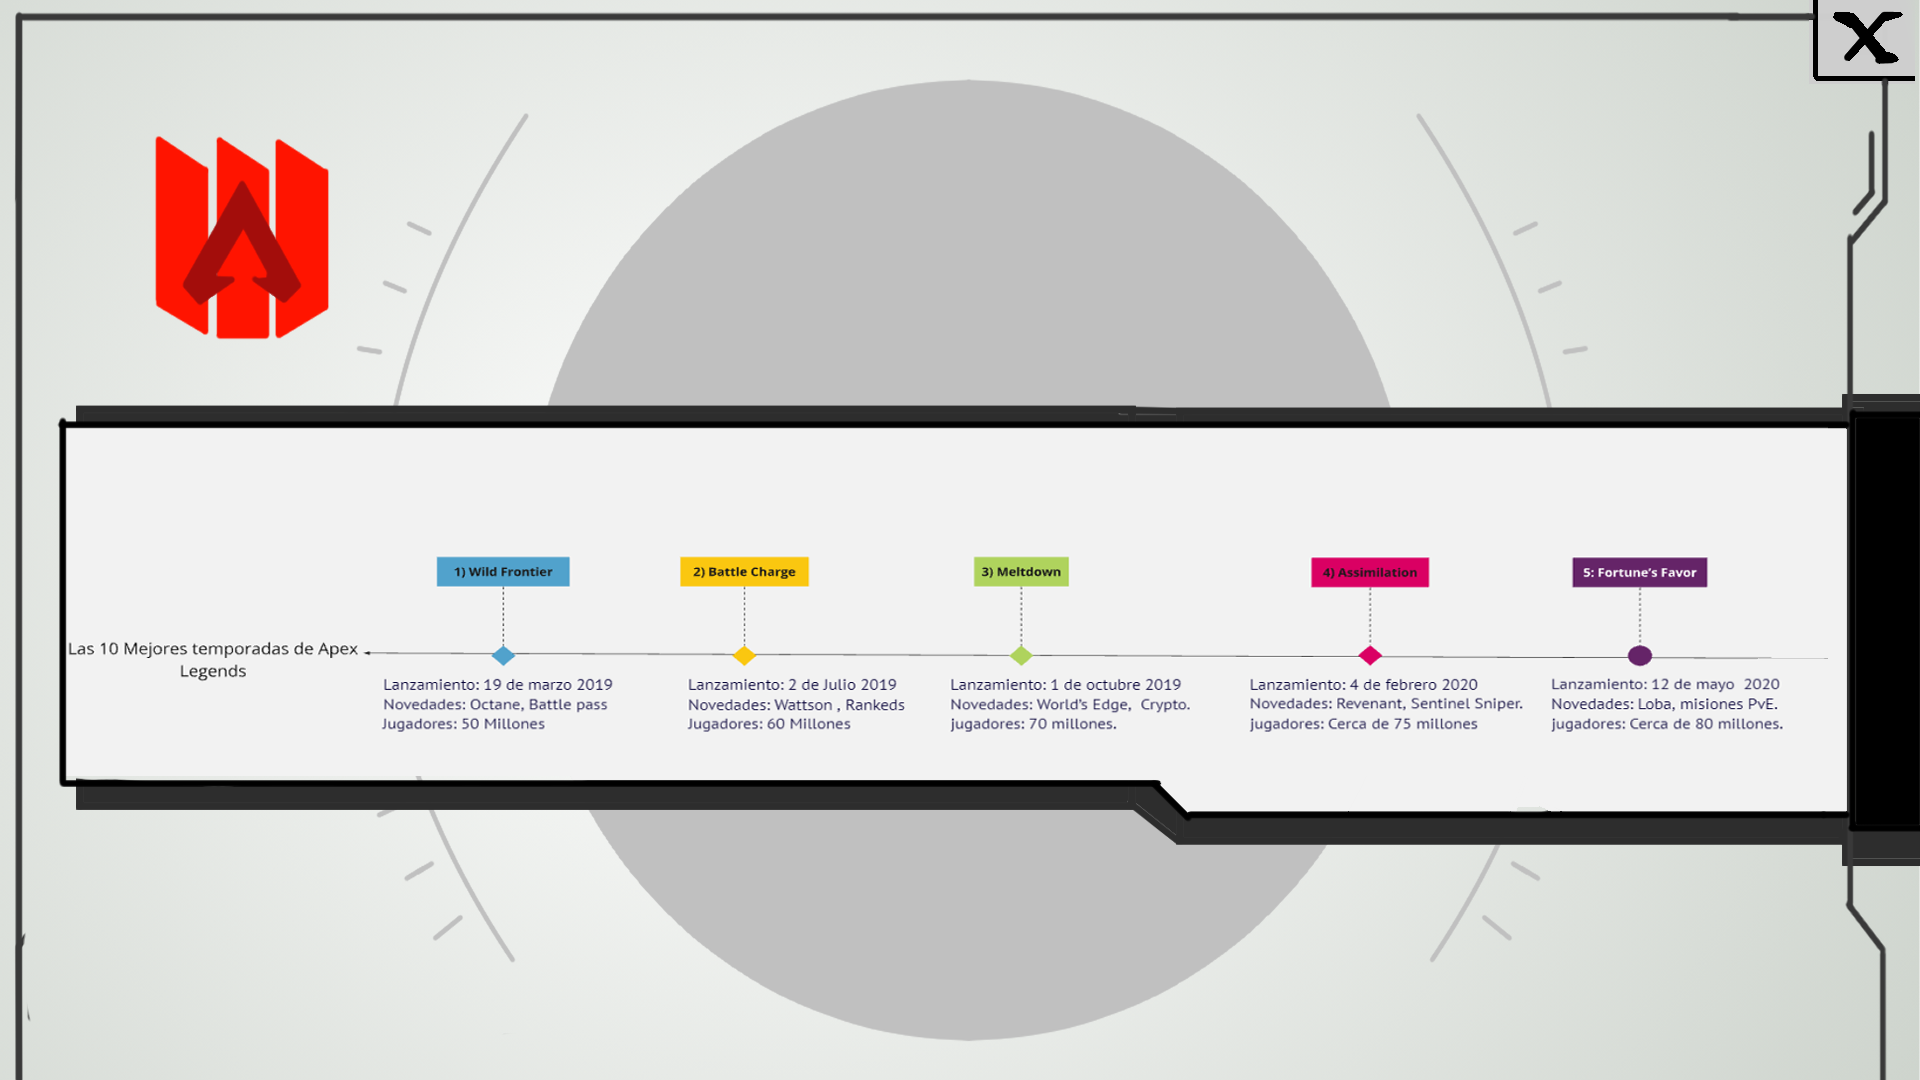 X
1) Wild Frontier
2) Battle Charge
3) Meltdown
4) Assimilation
5: Fortune's Favor
Las 10 Mejores temporadas de Apex
Legends
Lanzamiento: 19 de marzo 2019
Novedades: Octane, Battle pass
Jugadores: 50 Millones
Lanzamiento: 2 de Julio 2019
Novedades: Wattson , Rankeds
Jugadores: 60 Millones
Lanzamiento: 1 de octubre 2019
Novedades: World's Edge,  Crypto.
jugadores: 70 millones.
Lanzamiento: 4 de febrero 2020
Novedades: Revenant, Sentinel Sniper.
jugadores: Cerca de 75 millones
Lanzamiento: 12 de mayo  2020
Novedades: Loba, misiones PvE.
jugadores: Cerca de 80 millones.